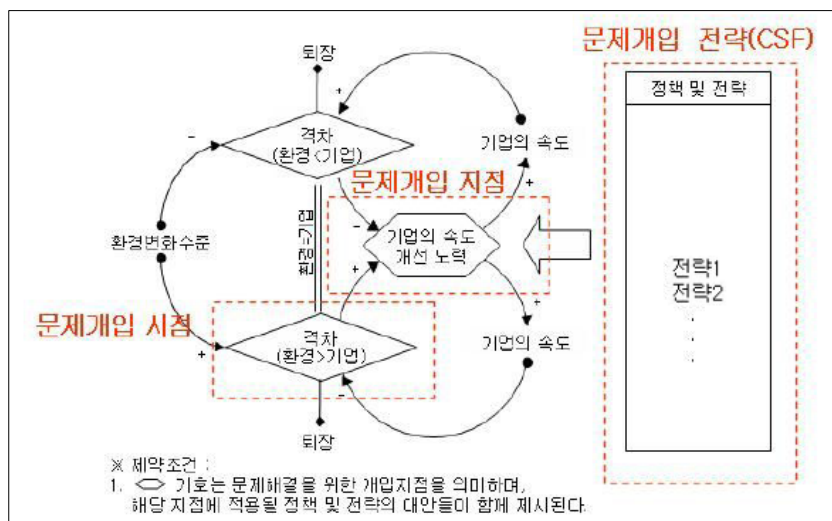 문제개입 전략(CSF)
퇴장
정책 및 전략
+
격차
(환경<기업)
-
기업의 속도
문제개입 지점
+
-
환경변화수준
환경=기업
기업의 속도
개선 노력
+
전략1
전략2
.
.
.
문제개입 시점
+
+
격차
(환경>기업)
기업의 속도
-
퇴장
※ 제약조건 :
1. 기호는 문제해결을 위한 개입지점을 의미하며,
해당 지점에 적용될 정책 및 전략의 대안들이 함께 제시된다.